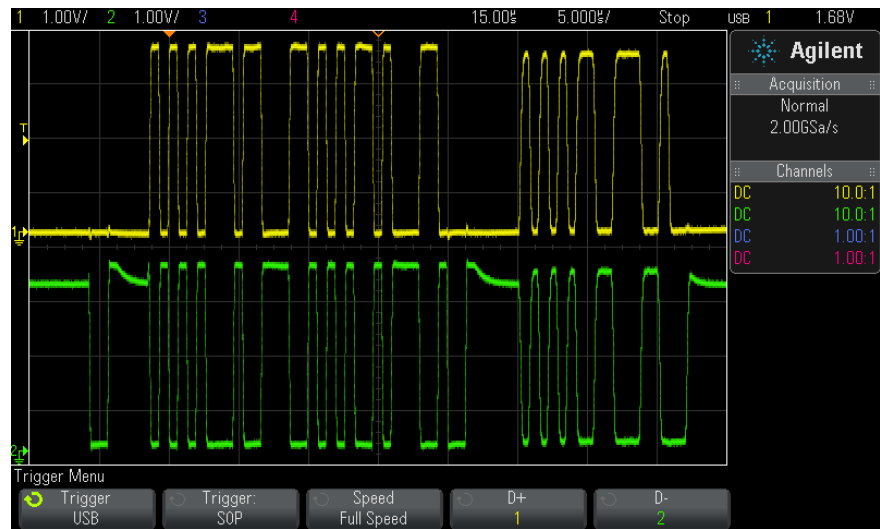 1 1.00V/ 2 1.00V/ 3 4 15.00s 5.000s/ Stop USB 1 1.68V
Agilent
Acquisition
Normal
2.00GSa/s
Channels
DC 10.0:1
DC 10.0:1
DC 1.00:1
DC 1.00:1
T
1
2
Trigger Menu
Trigger
USB
Trigger:
SOP
Speed
Full Speed
D+
1
D-
2